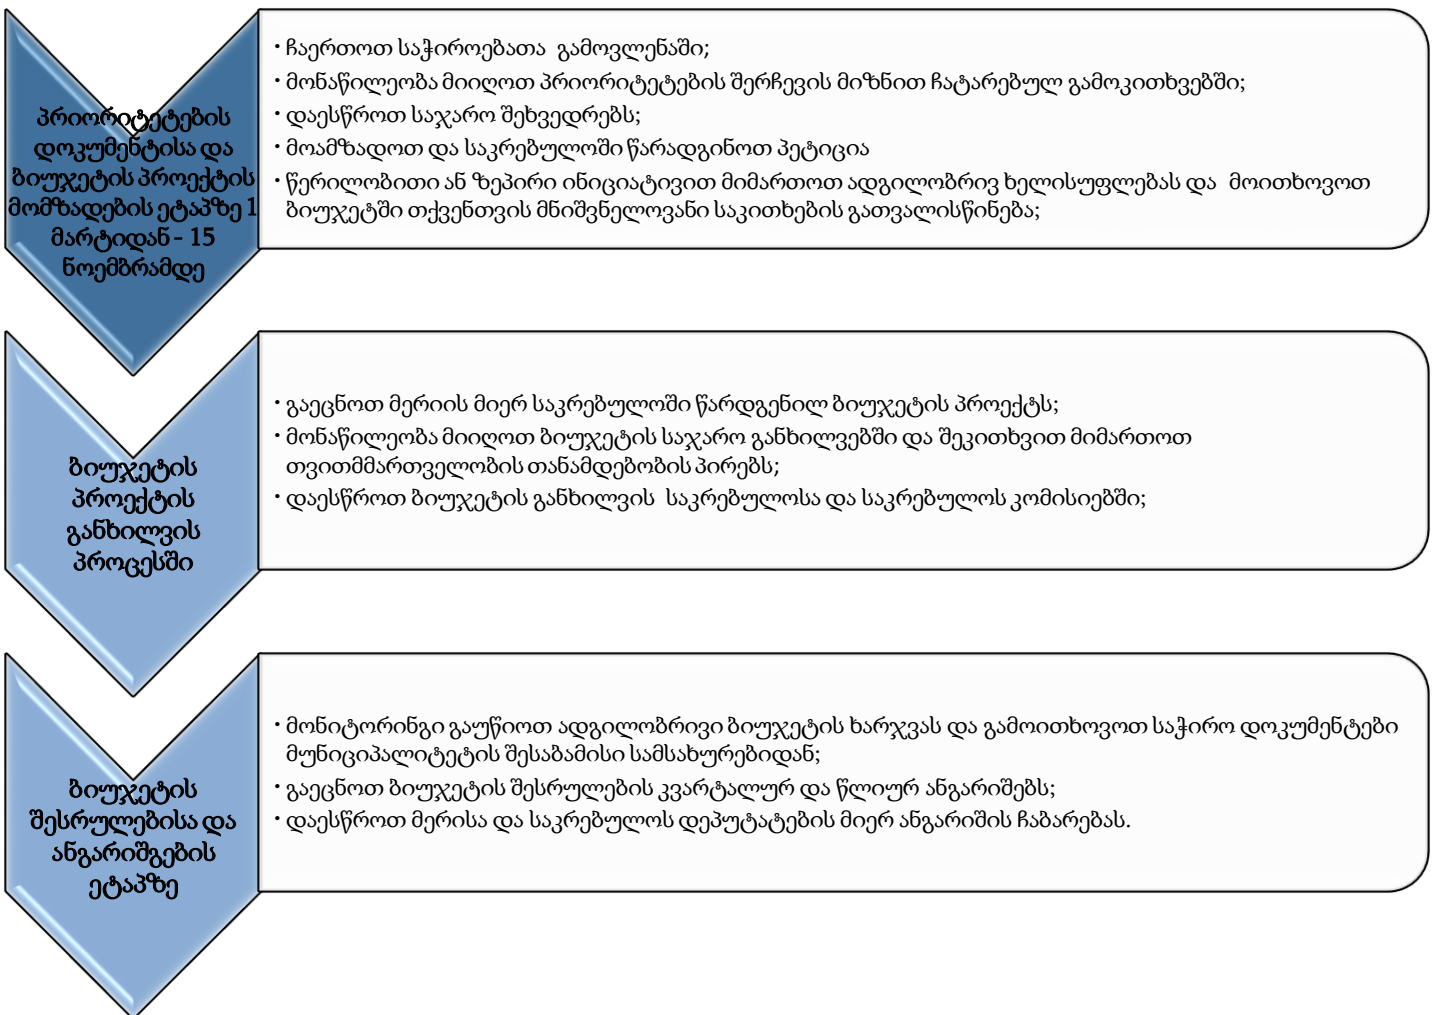 პრიორიტეტების
დოკუმენტისა და
ბიუჯეტის პროექტის
მომზადების ეტაპზე 1
მარტიდან - 15
ნოემბრამდე
· ჩაერთოთ საჭიროებათა გამოვლენაში;
· მონაწილეობა მიიღოთ პრიორიტეტების შერჩევის მიზნით ჩატარებულ გამოკითხვებში;
· დაესწროთ საჯარო შეხვედრებს;
· მოამზადოთ და საკრებულოში წარადგინოთ პეტიცია
· წერილობითი ან ზეპირი ინიციატივით მიმართოთ ადგილობრივ ხელისუფლებას და მოითხოვოთ
ბიუჯეტში თქვენთვის მნიშვნელოვანი საკითხების გათვალისწინება;
ბიუჯეტის
პროექტის
განხილვის
პროცესში
· გაეცნოთ მერიის მიერ საკრებულოში წარდგენილ ბიუჯეტის პროექტს;
· მონაწილეობა მიიღოთ ბიუჯეტის საჯარო განხილვებში და შეკითხვით მიმართოთ
თვითმმართველობის თანამდებობის პირებს;
· დაესწროთ ბიუჯეტის განხილვის საკრებულოსა და საკრებულოს კომისიებში;
ბიუჯეტის
შესრულებისა და
ანგარიშგების
ეტაპზე
· მონიტორინგი გაუწიოთ ადგილობრივი ბიუჯეტის ხარჯვას და გამოითხოვოთ საჭირო დოკუმენტები
მუნიციპალიტეტის შესაბამისი სამსახურებიდან;
· გაეცნოთ ბიუჯეტის შესრულების კვარტალურ და წლიურ ანგარიშებს;
· დაესწროთ მერისა და საკრებულოს დეპუტატების მიერ ანგარიშის ჩაბარებას.